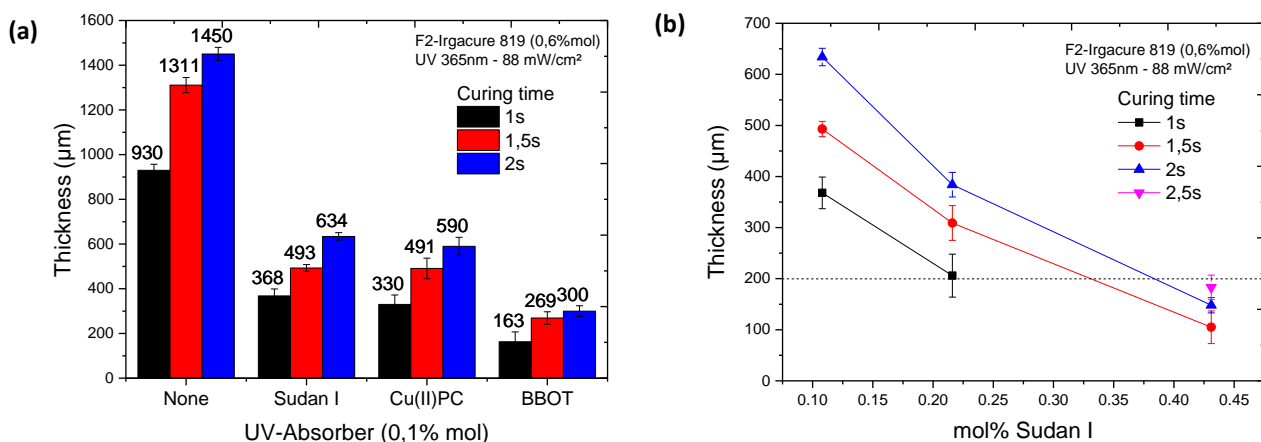 (a)
1600
1400
1200
1000
800
600
400
200
0
Thickness (µm)
930
1311
1450
368
493
634
330
491
590
163
269
300
F2-Irgacure 819 (0,6%mol)
UV 365nm - 88 mW/cm²
Curing time
1s
1,5s
2s
None
Sudan I
Cu(II)PC
BBOT
UV-Absorber (0,1% mol)
(b)
700
600
500
400
300
200
100
0
Thickness (µm)
F2-Irgacure 819 (0,6%mol)
UV 365nm - 88 mW/cm²
Curing time
1s
1,5s
2s
2,5s
0.10
0.15
0.20
0.25
0.30
0.35
0.40
0.45
mol% Sudan I